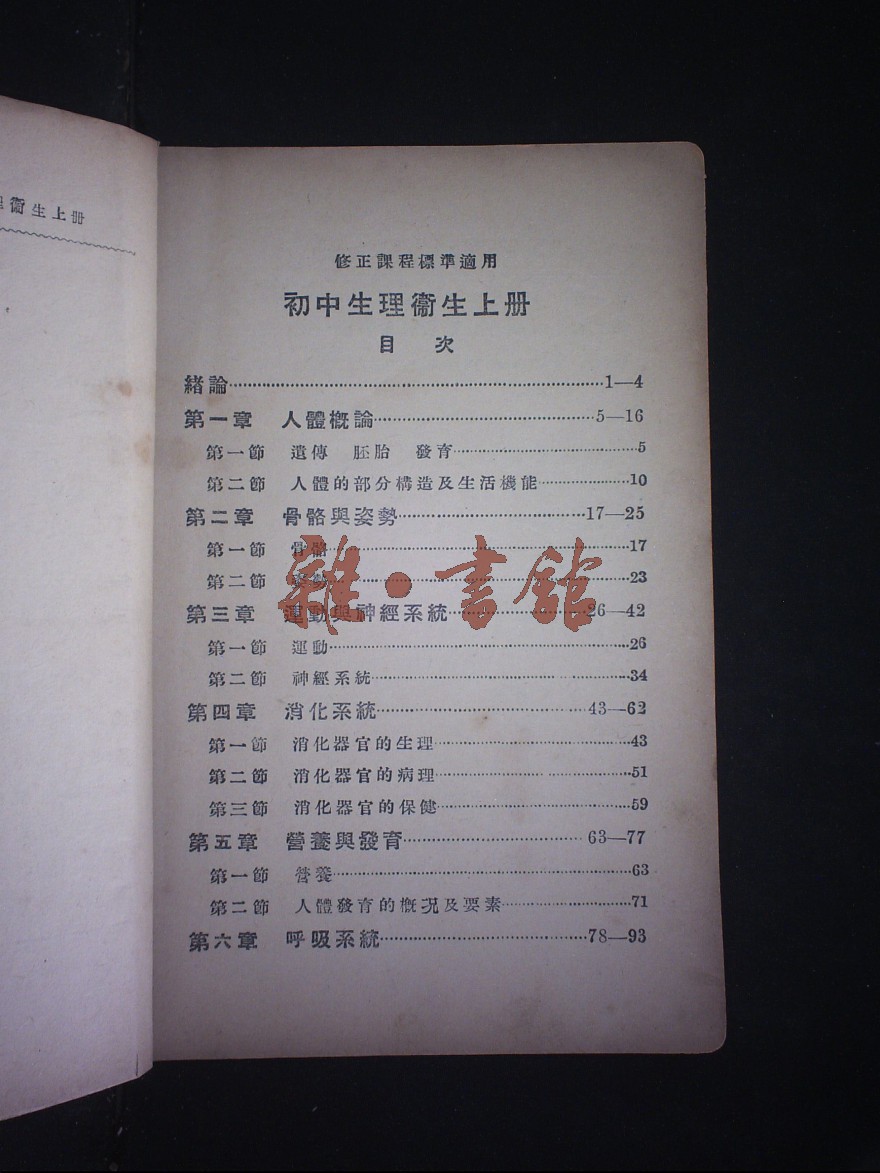 衞生上册
修正課程標準適用
初中生理衞生上册
目 次
緒論……1—4
第一章 人體概論……5—16
第一節 遺傳 胚胎 發育……5
第二節 人體的部分構造及生活機能……10
第二章 骨骼與姿勢……17—25
第一節 骨骼……17
第二節 姿勢……23
第三章 運動與神經系統……26—42
第一節 運動……26
第二節 神經系統……34
第四章 消化系統……43—62
第一節 消化器官的生理……43
第二節 消化器官的病理……51
第三節 消化器官的保健……59
第五章 營養與發育……63—77
第一節 營養……63
第二節 人體發育的概況及要素……71
第六章 呼吸系統……78—93
雜·書館